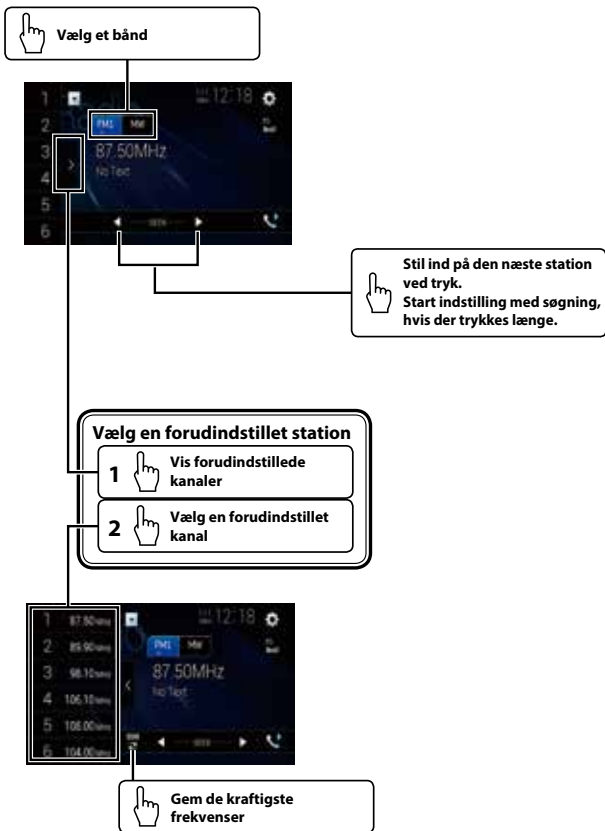 Vælg et bånd
1
12:18
2
FM1 MW
3
87.50MHz
4
No Text
5
SEEK
6
Stil ind på den næste station
ved tryk.
Start indstilling med søgning,
hvis der trykkes længe.
Vælg en forudindstillet station
1 Vis forudindstillede
kanaler
2 Vælg en forudindstillet
kanal
1 87.50MHz
12:18
2 89.90MHz
FM1 MW
3 98.10MHz
87.50MHz
4 106.10MHz
No Text
5 108.00MHz
6 104.00MHz
SEEK
Gem de kraftigste
frekvenser